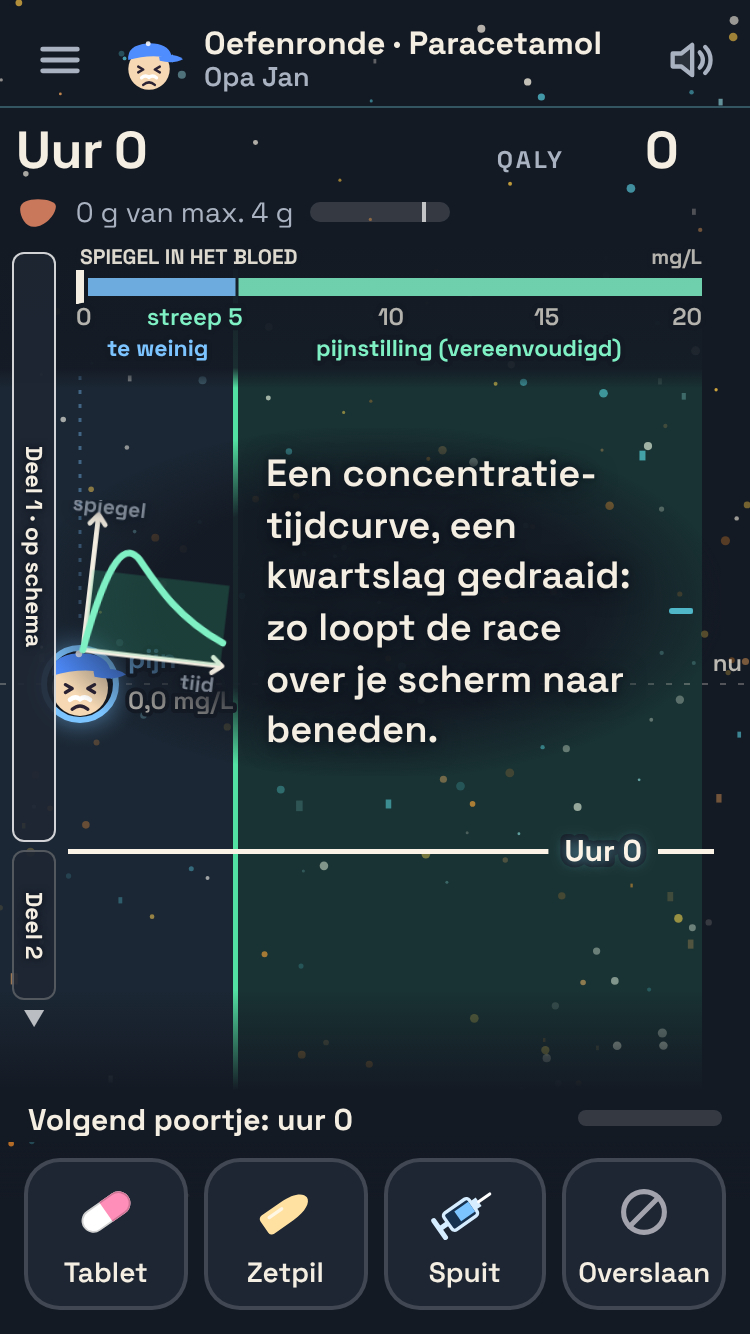 Oefenronde · Paracetamol
Opa Jan
Uur 0
QALY 0
0 g van max. 4 g
SPIEGEL IN HET BLOED mg/L
0 streep 5 10 15 20
te weinig pijnstilling (vereenvoudigd)
Deel 1 · op schema
spiegel
Een concentratie-
tijdcurve, een
kwartslag gedraaid:
zo loopt de race
over je scherm naar
beneden.
pijn
nu
tijd
0,0 mg/L
Uur 0
Deel 2
Volgend poortje: uur 0
Tablet
Zetpil
Spuit
Overslaan